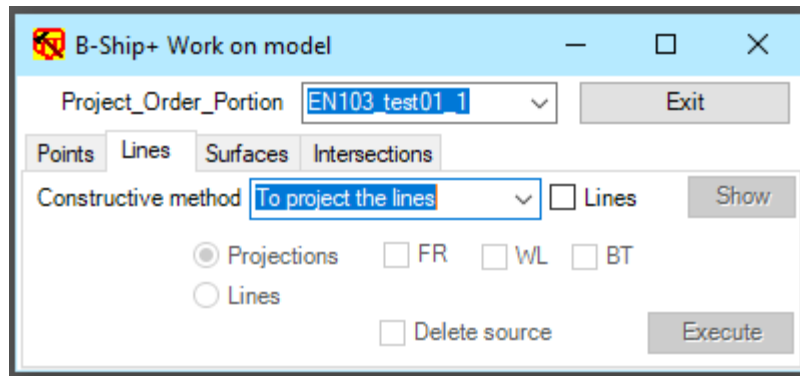 B-Ship+ Work on model
Project_Order_Portion EN103_test01_1 Exit
Points Lines Surfaces Intersections
Constructive method To project the lines Lines Show
Projections FR WL BT
Lines
Delete source Execute